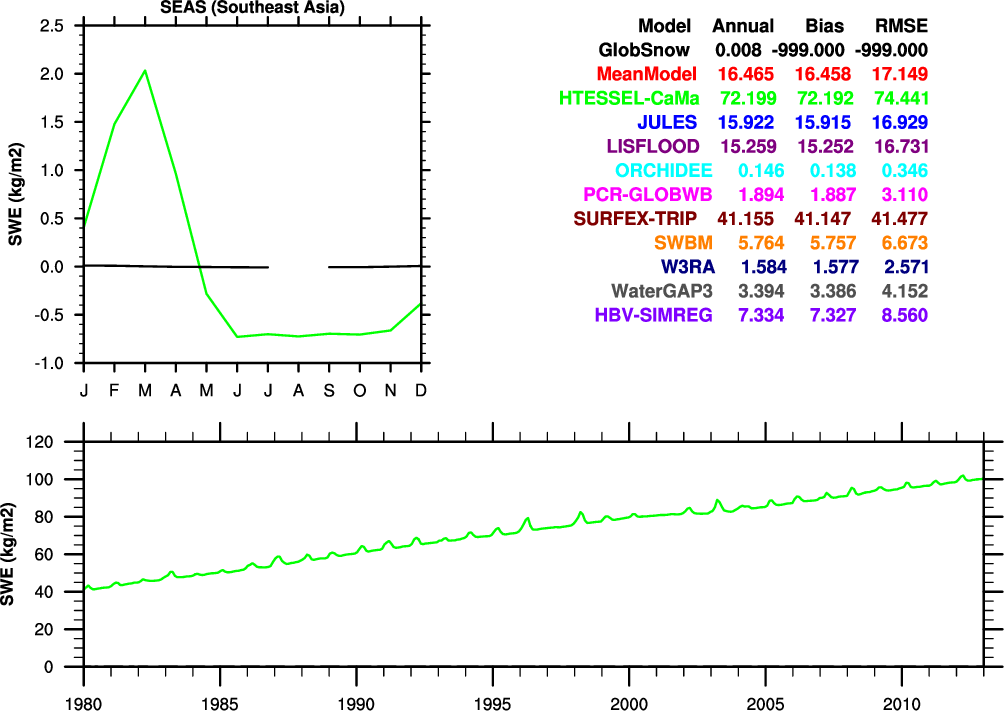 SEAS (Southeast Asia)
2.5
2.0
1.5
1.0
0.5
0.0
-0.5
-1.0
SWE (kg/m2)
J F M A M J J A S O N D
Model Annual Bias RMSE
GlobSnow 0.008 -999.000 -999.000
MeanModel 16.465 16.458 17.149
HTESSEL-CaMa 72.199 72.192 74.441
JULES 15.922 15.915 16.929
LISFLOOD 15.259 15.252 16.731
ORCHIDEE 0.146 0.138 0.346
PCR-GLOBWB 1.894 1.887 3.110
SURFEX-TRIP 41.155 41.147 41.477
SWBM 5.764 5.757 6.673
W3RA 1.584 1.577 2.571
WaterGAP3 3.394 3.386 4.152
HBV-SIMREG 7.334 7.327 8.560
120
100
80
60
40
20
0
SWE (kg/m2)
1980 1985 1990 1995 2000 2005 2010